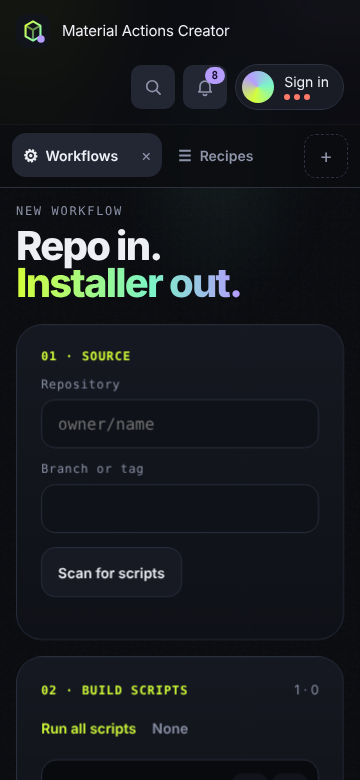 Material Actions Creator
8
Sign in
Workflows ×
Recipes
+
NEW WORKFLOW
Repo in.
Installer out.
01 · SOURCE
Repository
owner/name
Branch or tag
Scan for scripts
02 · BUILD SCRIPTS 1·0
Run all scripts None